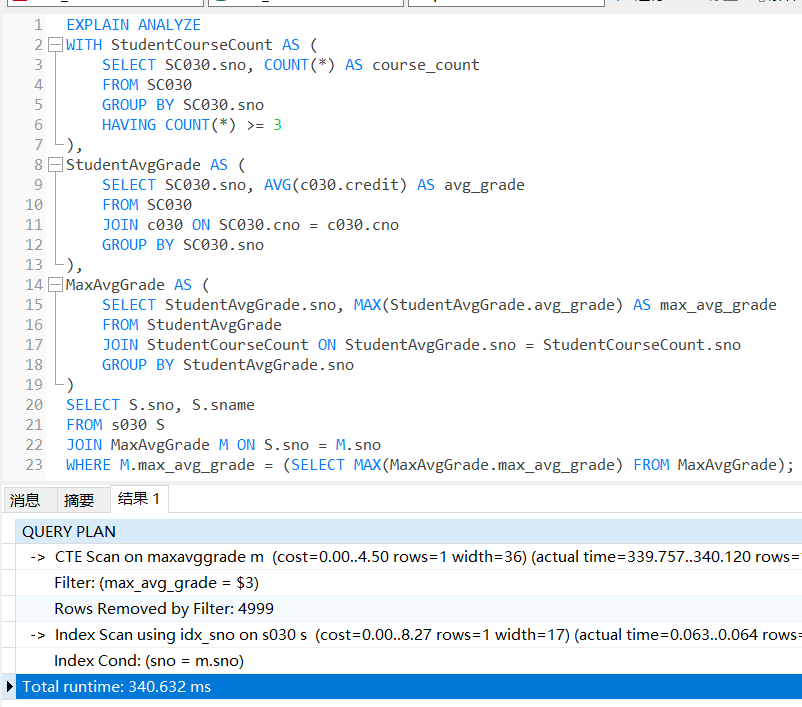 1 EXPLAIN ANALYZE
2 WITH StudentCourseCount AS (
3 SELECT SC030.sno, COUNT(*) AS course_count
4 FROM SC030
5 GROUP BY SC030.sno
6 HAVING COUNT(*) >= 3
7 ),
8 StudentAvgGrade AS (
9 SELECT SC030.sno, AVG(c030.credit) AS avg_grade
10 FROM SC030
11 JOIN c030 ON SC030.cno = c030.cno
12 GROUP BY SC030.sno
13 ),
14 MaxAvgGrade AS (
15 SELECT StudentAvgGrade.sno, MAX(StudentAvgGrade.avg_grade) AS max_avg_grade
16 FROM StudentAvgGrade
17 JOIN StudentCourseCount ON StudentAvgGrade.sno = StudentCourseCount.sno
18 GROUP BY StudentAvgGrade.sno
19 )
20 SELECT S.sno, S.sname
21 FROM s030 S
22 JOIN MaxAvgGrade M ON S.sno = M.sno
23 WHERE M.max_avg_grade = (SELECT MAX(MaxAvgGrade.max_avg_grade) FROM MaxAvgGrade);
消息 摘要 结果 1
QUERY PLAN
-> CTE Scan on maxavggrade m (cost=0.00..4.50 rows=1 width=36) (actual time=339.757..340.120 rows=
Filter: (max_avg_grade = $3)
Rows Removed by Filter: 4999
-> Index Scan using idx_sno on s030 s (cost=0.00..8.27 rows=1 width=17) (actual time=0.063..0.064 rows=
Index Cond: (sno = m.sno)
Total runtime: 340.632 ms